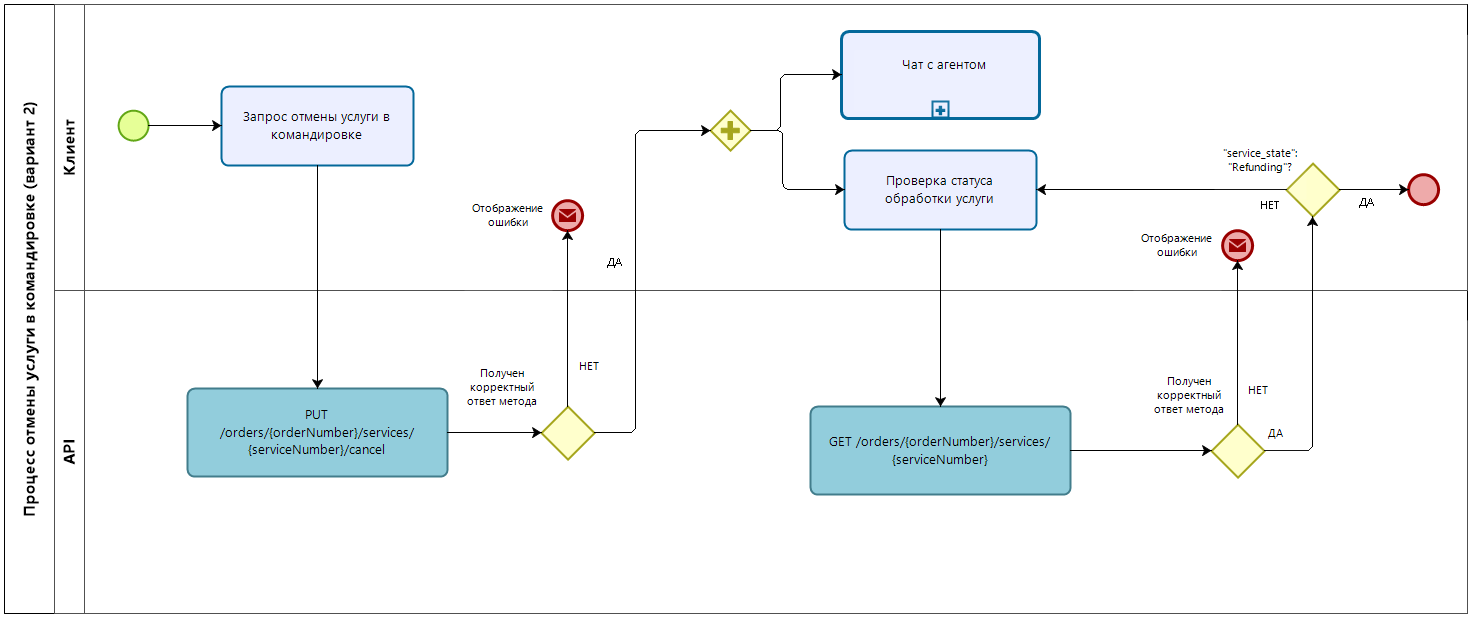 Процесс отмены услуги в командировке (вариант 2)
Клиент
Запрос отмены услуги в
командировке
Чат с агентом
Проверка статуса
обработки услуги
"service_state":
"Refunding"?
НЕТ
ДА
Отображение
ошибки
ДА
Отображение
ошибки
API
PUT
/orders/{orderNumber}/services/
{serviceNumber}/cancel
Получен
корректный
ответ метода
НЕТ
GET /orders/{orderNumber}/services/
{serviceNumber}
Получен
корректный
ответ метода
НЕТ
ДА